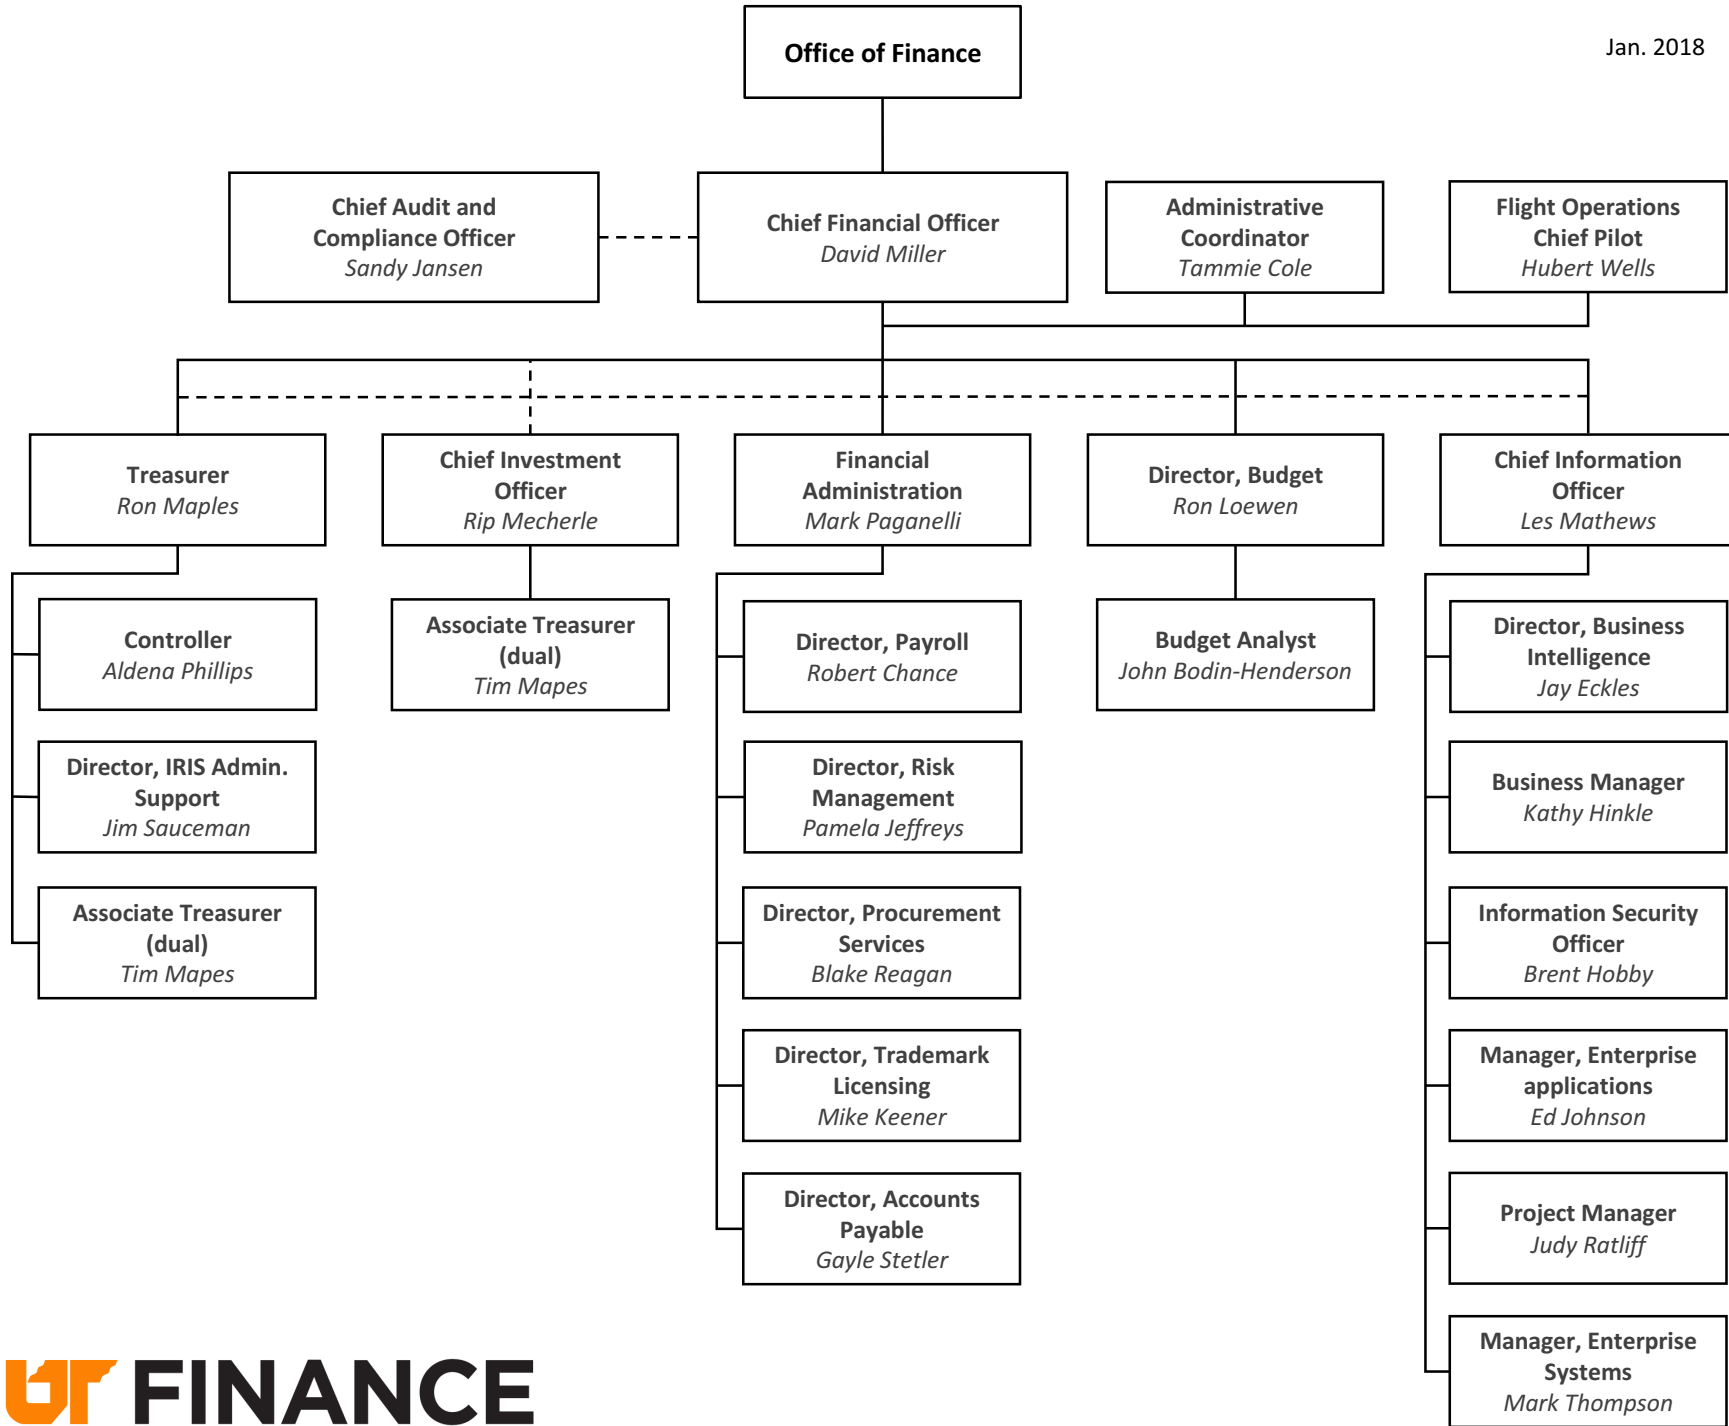 Office of Finance
Jan. 2018
Chief Audit and
Compliance Officer
Sandy Jansen
Chief Financial Officer
David Miller
Administrative
Coordinator
Tammie Cole
Flight Operations
Chief Pilot
Hubert Wells
Treasurer
Ron Maples
Chief Investment
Officer
Rip Mecherle
Financial
Administration
Mark Paganelli
Director, Budget
Ron Loewen
Chief Information
Officer
Les Mathews
Controller
Aldena Phillips
Director, IRIS Admin.
Support
Jim Sauceman
Associate Treasurer
(dual)
Tim Mapes
Associate Treasurer
(dual)
Tim Mapes
Director, Payroll
Robert Chance
Director, Risk
Management
Pamela Jeffreys
Director, Procurement
Services
Blake Reagan
Director, Trademark
Licensing
Mike Keener
Director, Accounts
Payable
Gayle Stetler
Budget Analyst
John Bodin-Henderson
Director, Business
Intelligence
Jay Eckles
Business Manager
Kathy Hinkle
Information Security
Officer
Brent Hobby
Manager, Enterprise
applications
Ed Johnson
Project Manager
Judy Ratliff
Manager, Enterprise
Systems
Mark Thompson
UT FINANCE